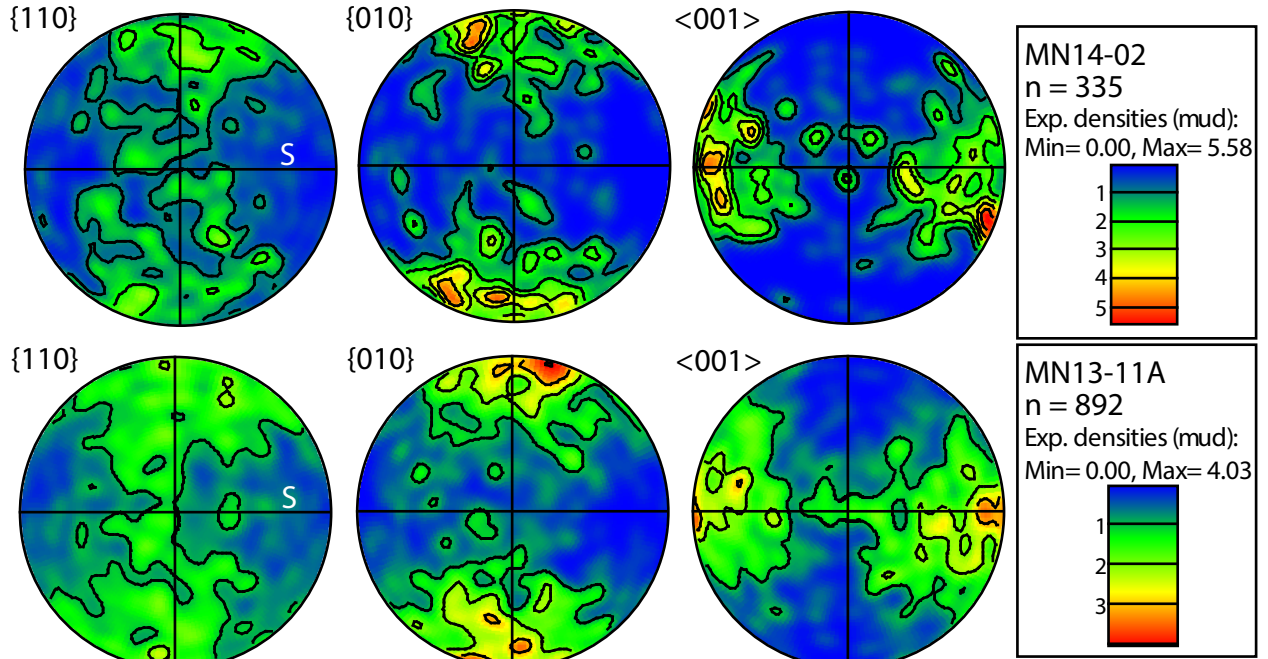 {110}
{010}
<001>
S
MN14-02
n = 335
Exp. densities (mud):
Min= 0.00, Max= 5.58
1
2
3
4
5
{110}
{010}
<001>
S
MN13-11A
n = 892
Exp. densities (mud):
Min= 0.00, Max= 4.03
1
2
3